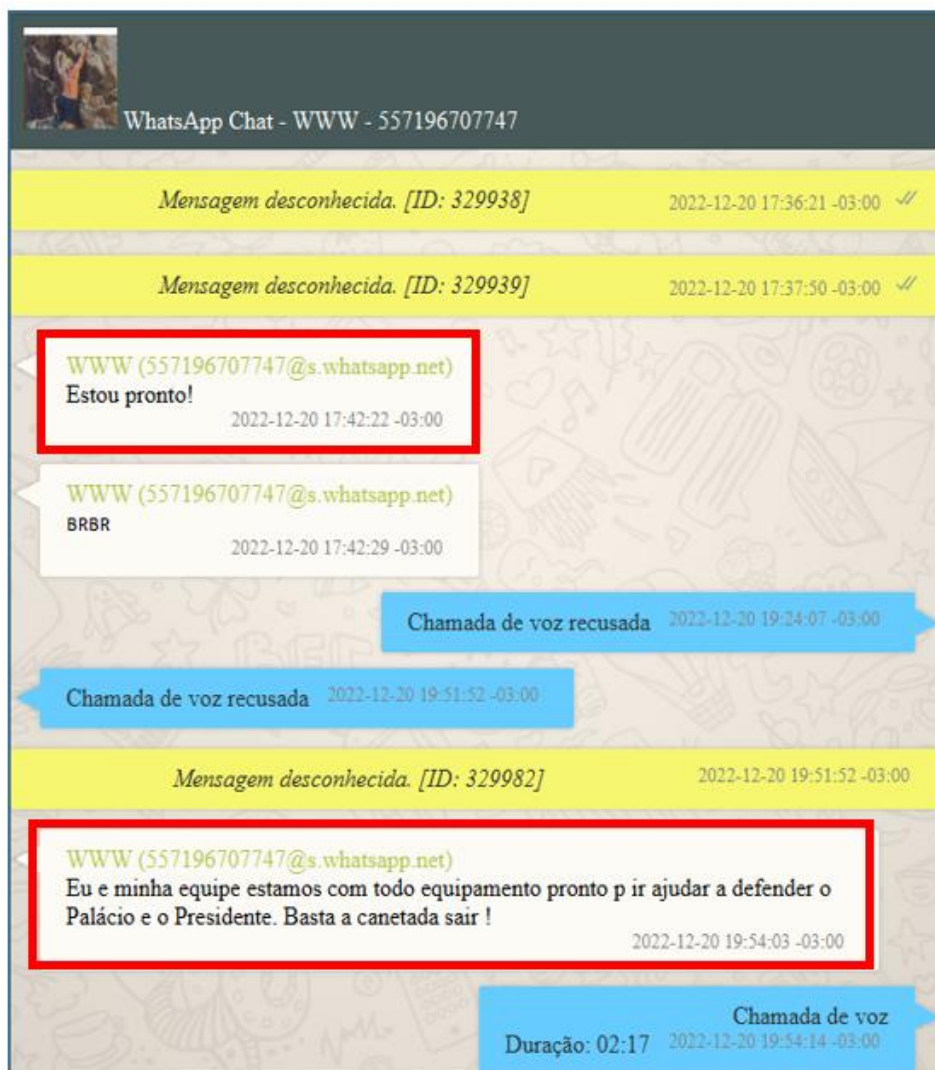 WhatsApp Chat - WWW - 557196707747
Mensagem desconhecida. [ID: 329938] 2022-12-20 17:36:21 -03:00
Mensagem desconhecida. [ID: 329939] 2022-12-20 17:37:50 -03:00
WWW (557196707747@s.whatsapp.net)
Estou pronto!
2022-12-20 17:42:22 -03:00
WWW (557196707747@s.whatsapp.net)
BRBR
2022-12-20 17:42:29 -03:00
Chamada de voz recusada 2022-12-20 19:24:07 -03:00
Chamada de voz recusada 2022-12-20 19:51:52 -03:00
Mensagem desconhecida. [ID: 329982] 2022-12-20 19:51:52 -03:00
WWW (557196707747@s.whatsapp.net)
Eu e minha equipe estamos com todo equipamento pronto p ir ajudar a defender o
Palácio e o Presidente. Basta a canetada sair !
2022-12-20 19:54:03 -03:00
Chamada de voz
Duração: 02:17 2022-12-20 19:54:14 -03:00